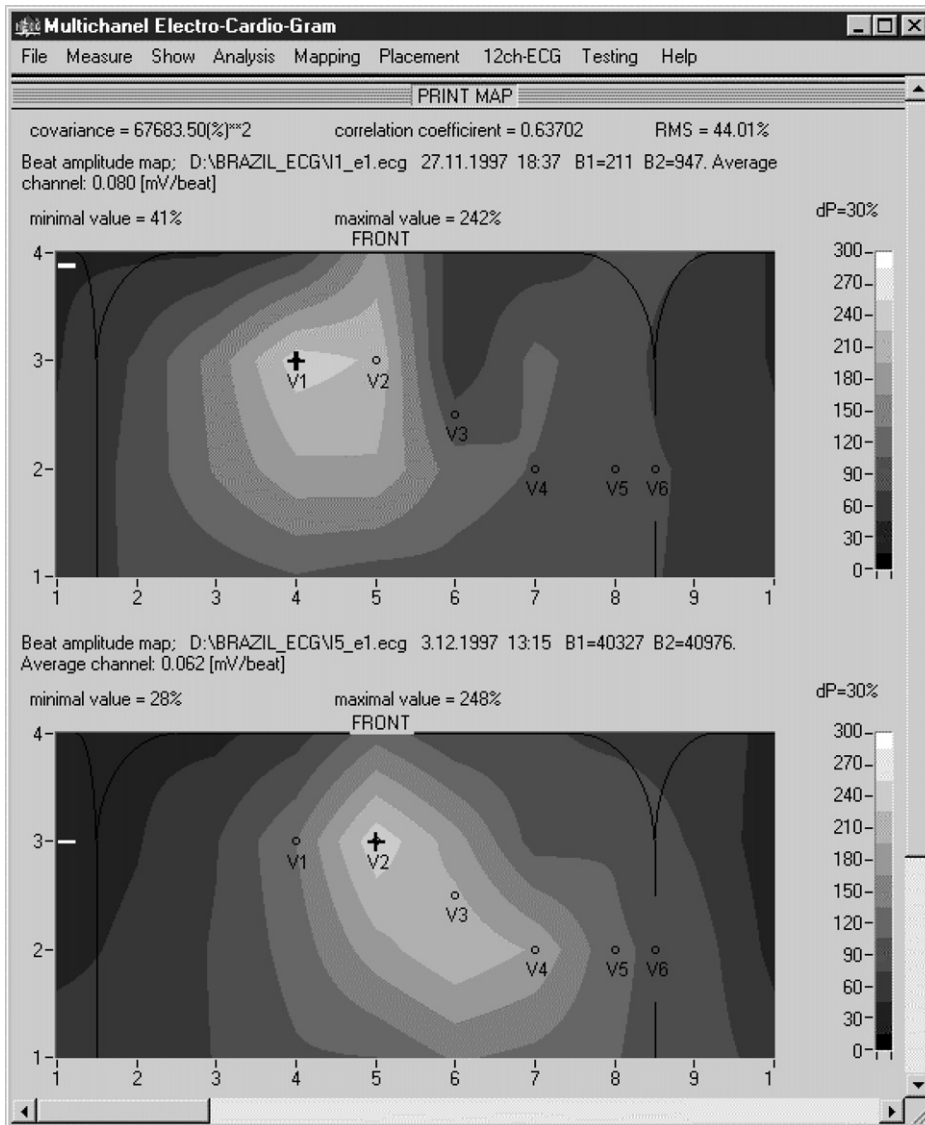 Multichanel Electro-Cardio-Gram
File Measure Show Analysis Mapping Placement 12ch-ECG Testing Help
PRINT MAP
covariance = 67683.50(%)**2 correlation coefficirent = 0.63702 RMS = 44.01%
Beat amplitude map; D:\BRAZIL_ECG\I1_e1.ecg 27.11.1997 18:37 B1=211 B2=947. Average
channel: 0.080 [mV/beat]
minimal value = 41% maximal value = 242% dP=30%
FRONT
4 300
270
240
3 210
V1 V2 180
V3 150
120
2 90
V4 V5 V6 60
30
1 0
1 2 3 4 5 6 7 8 9 1
Beat amplitude map; D:\BRAZIL_ECG\I5_e1.ecg 3.12.1997 13:15 B1=40327 B2=40976.
Average channel: 0.062 [mV/beat]
minimal value = 28% maximal value = 248% dP=30%
FRONT
4 300
270
240
3 210
V1 V2 180
V3 150
120
2 90
V4 V5 V6 60
30
1 0
1 2 3 4 5 6 7 8 9 1